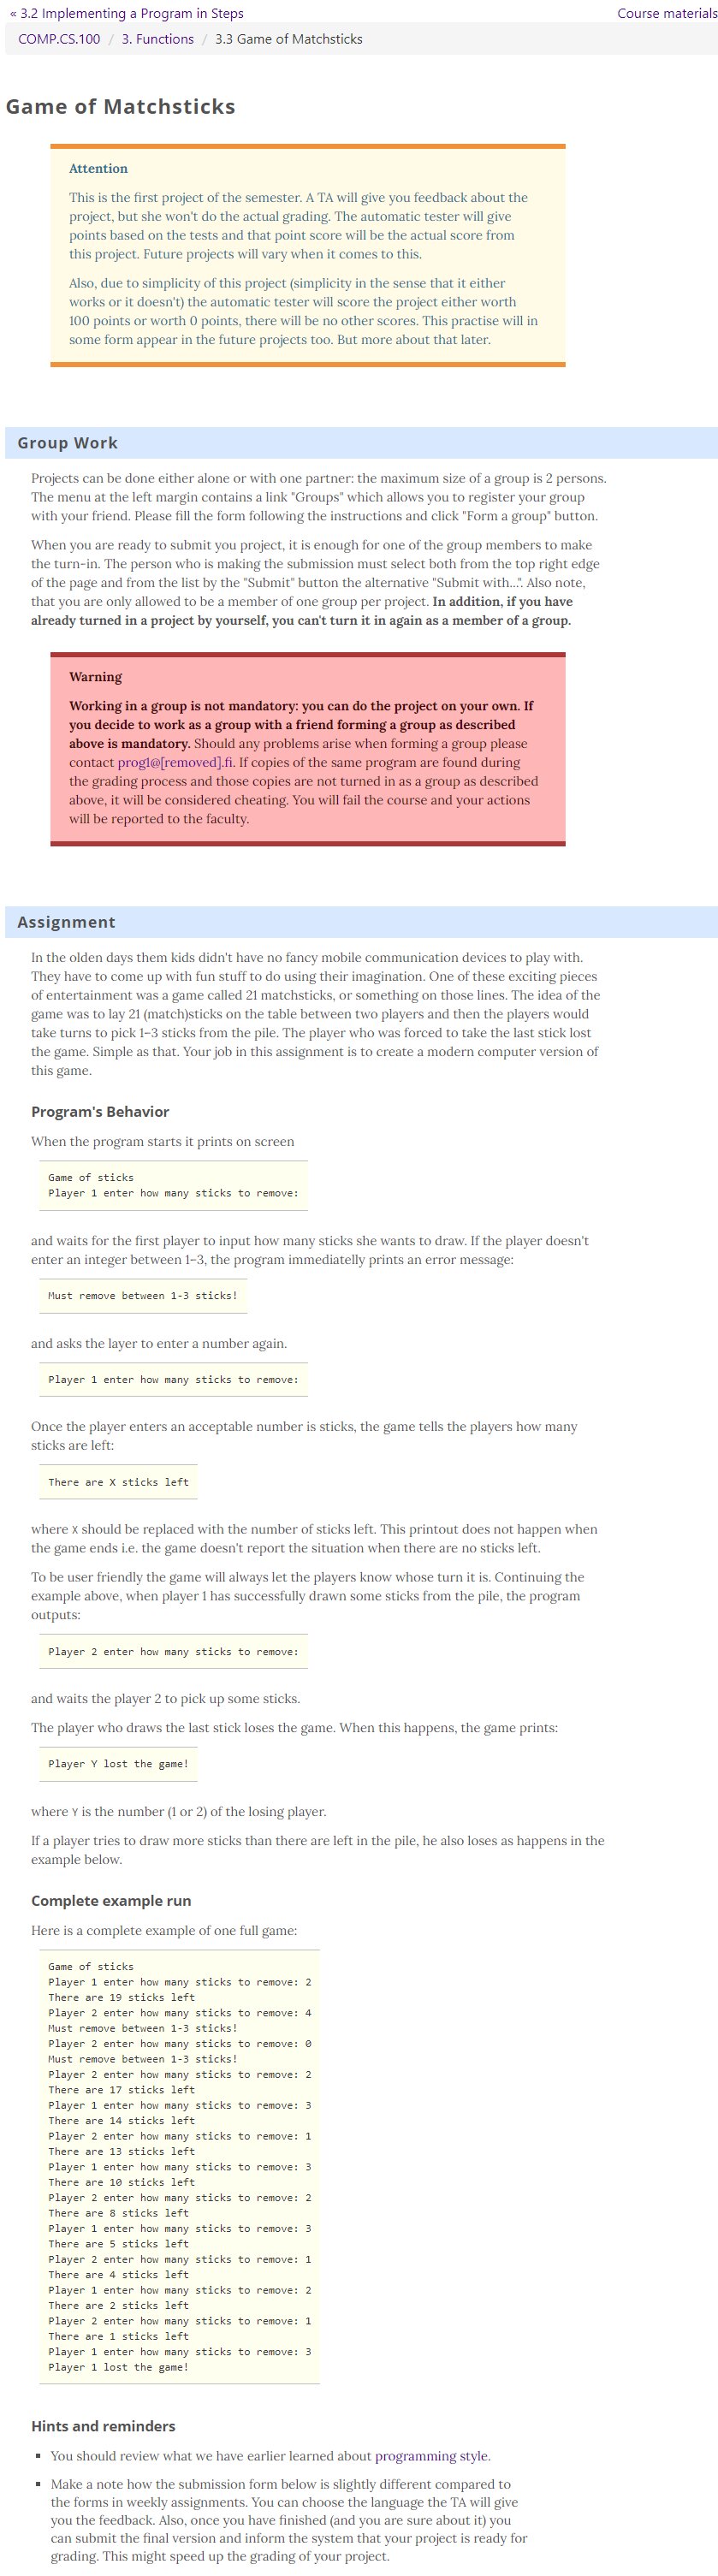 « 3.2 Implementing a Program in Steps
Course materials
COMP.CS.100 / 3. Functions / 3.3 Game of Matchsticks
Game of Matchsticks
Attention
This is the first project of the semester. A TA will give you feedback about the
project, but she won't do the actual grading. The automatic tester will give
points based on the tests and that point score will be the actual score from
this project. Future projects will vary when it comes to this.
Also, due to simplicity of this project (simplicity in the sense that it either
works or it doesn't) the automatic tester will score the project either worth
100 points or worth 0 points, there will be no other scores. This practise will in
some form appear in the future projects too. But more about that later.
Group Work
Projects can be done either alone or with one partner: the maximum size of a group is 2 persons.
The menu at the left margin contains a link "Groups" which allows you to register your group
with your friend. Please fill the form following the instructions and click "Form a group" button.
When you are ready to submit you project, it is enough for one of the group members to make
the turn-in. The person who is making the submission must select both from the top right edge
of the page and from the list by the "Submit" button the alternative "Submit with...". Also note,
that you are only allowed to be a member of one group per project. In addition, if you have
already turned in a project by yourself, you can't turn it in again as a member of a group.
Warning
Working in a group is not mandatory: you can do the project on your own. If
you decide to work as a group with a friend forming a group as described
above is mandatory. Should any problems arise when forming a group please
contact prog1@[removed].fi. If copies of the same program are found during
the grading process and those copies are not turned in as a group as described
above, it will be considered cheating. You will fail the course and your actions
will be reported to the faculty.
Assignment
In the olden days them kids didn't have no fancy mobile communication devices to play with.
They have to come up with fun stuff to do using their imagination. One of these exciting pieces
of entertainment was a game called 21 matchsticks, or something on those lines. The idea of the
game was to lay 21 (match)sticks on the table between two players and then the players would
take turns to pick 1–3 sticks from the pile. The player who was forced to take the last stick lost
the game. Simple as that. Your job in this assignment is to create a modern computer version of
this game.
Program's Behavior
When the program starts it prints on screen
Game of sticks
Player 1 enter how many sticks to remove:
and waits for the first player to input how many sticks she wants to draw. If the player doesn't
enter an integer between 1–3, the program immediatelly prints an error message:
Must remove between 1-3 sticks!
and asks the layer to enter a number again.
Player 1 enter how many sticks to remove:
Once the player enters an acceptable number is sticks, the game tells the players how many
sticks are left:
There are X sticks left
where X should be replaced with the number of sticks left. This printout does not happen when
the game ends i.e. the game doesn't report the situation when there are no sticks left.
To be user friendly the game will always let the players know whose turn it is. Continuing the
example above, when player 1 has successfully drawn some sticks from the pile, the program
outputs:
Player 2 enter how many sticks to remove:
and waits the player 2 to pick up some sticks.
The player who draws the last stick loses the game. When this happens, the game prints:
Player Y lost the game!
where Y is the number (1 or 2) of the losing player.
If a player tries to draw more sticks than there are left in the pile, he also loses as happens in the
example below.
Complete example run
Here is a complete example of one full game:
Game of sticks
Player 1 enter how many sticks to remove: 2
There are 19 sticks left
Player 2 enter how many sticks to remove: 4
Must remove between 1-3 sticks!
Player 2 enter how many sticks to remove: 0
Must remove between 1-3 sticks!
Player 2 enter how many sticks to remove: 2
There are 17 sticks left
Player 1 enter how many sticks to remove: 3
There are 14 sticks left
Player 2 enter how many sticks to remove: 1
There are 13 sticks left
Player 1 enter how many sticks to remove: 3
There are 10 sticks left
Player 2 enter how many sticks to remove: 2
There are 8 sticks left
Player 1 enter how many sticks to remove: 3
There are 5 sticks left
Player 2 enter how many sticks to remove: 1
There are 4 sticks left
Player 1 enter how many sticks to remove: 2
There are 2 sticks left
Player 2 enter how many sticks to remove: 1
There are 1 sticks left
Player 1 enter how many sticks to remove: 3
Player 1 lost the game!
Hints and reminders
▪ You should review what we have earlier learned about programming style.
▪ Make a note how the submission form below is slightly different compared to
the forms in weekly assignments. You can choose the language the TA will give
you the feedback. Also, once you have finished (and you are sure about it) you
can submit the final version and inform the system that your project is ready for
grading. This might speed up the grading of your project.